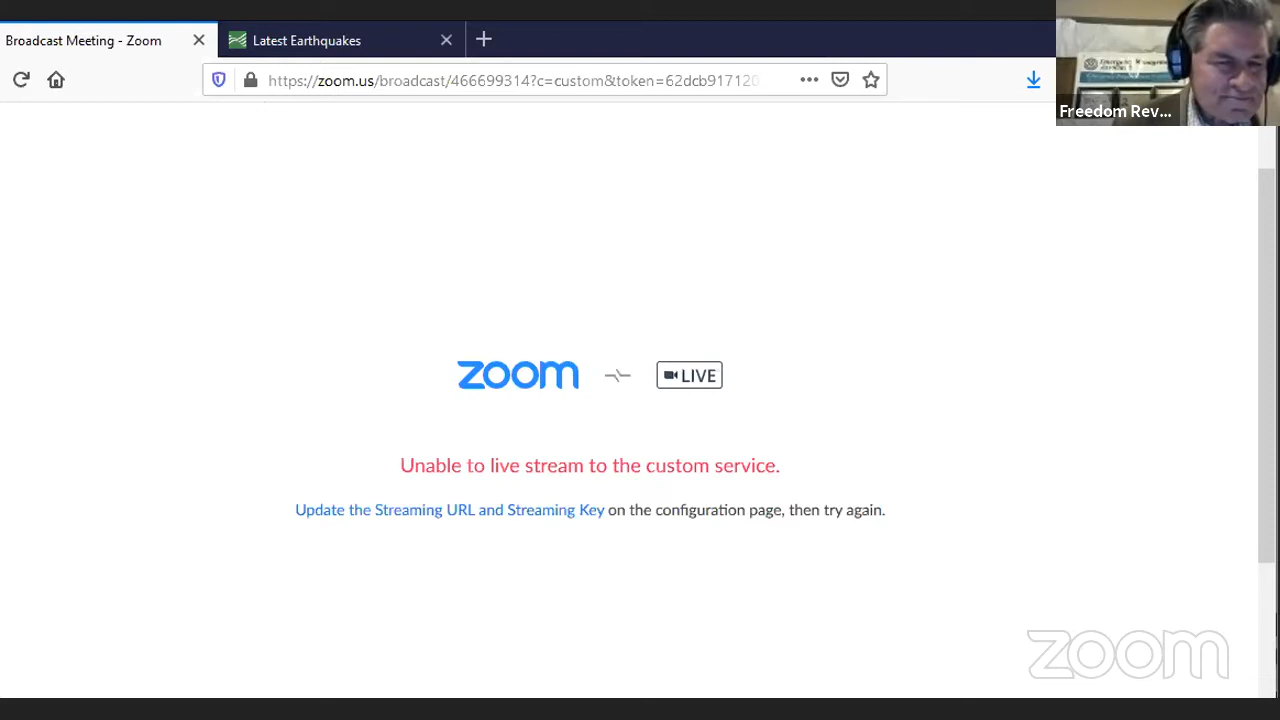 Broadcast Meeting - Zoom
Latest Earthquakes
https://zoom.us/broadcast/466699314?c=custom&token=62dcb917120
Freedom Rev...
zoom
LIVE
Unable to live stream to the custom service.
Update the Streaming URL and Streaming Key on the configuration page, then try again.
zoom